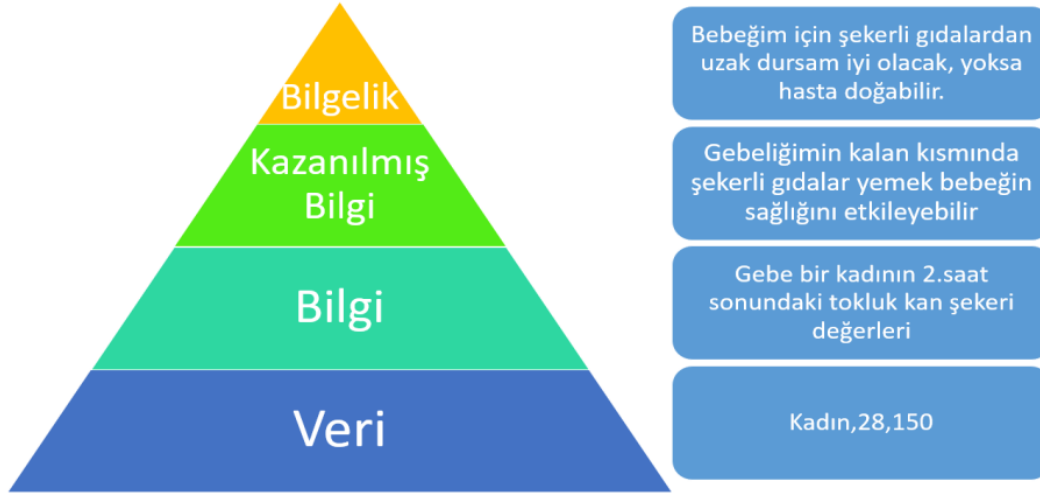 Bilgelik
Bebeğim için şekerli gıdalardan
uzak dursam iyi olacak, yoksa
hasta doğabilir.
Kazanılmış
Bilgi
Gebeliğimin kalan kısmında
şekerli gıdalar yemek bebeğin
sağlığını etkileyebilir
Bilgi
Gebe bir kadının 2.saat
sonundaki tokluk kan şekeri
değerleri
Veri
Kadın,28,150